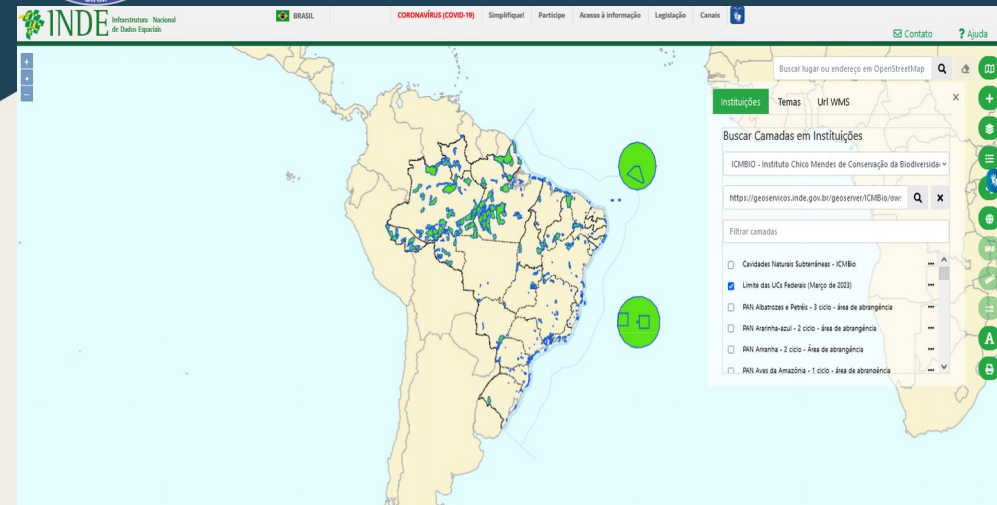 INDE Infraestrutura Nacional
de Dados Espaciais
BRASIL
CORONAVÍRUS (COVID-19) Simplifique! Participe Acesso à informação Legislação Canais
Contato ? Ajuda
+
-
Buscar lugar ou endereço em OpenStreetMap
Instituições Temas Url WMS X
Buscar Camadas em Instituições
ICMBIO - Instituto Chico Mendes de Conservação da Biodiversida
https://geoservicos.inde.gov.br/geoserver/ICMBio/ow
Filtrar camadas
Cavidades Naturais Subterrâneas - ICMBio
Limite das UCs Federais (Março de 2023)
PAN Albatrozes e Petréis - 3 ciclo - área de abrangência
PAN Ararinha-azul - 2 ciclo - área de abrangência
PAN Ariranha - 2 ciclo - Área de abrangência
PAN Aves da Amazônia - 1 ciclo - área de abrangência
A